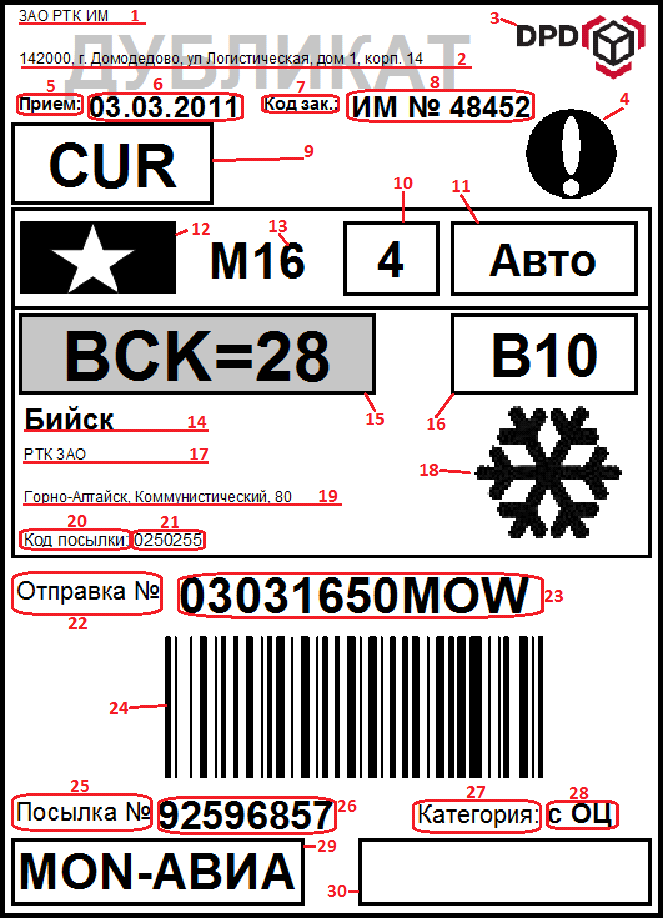 ЗАО РТК ИМ 1
3 DPD
ДУБЛИКАТ
142000, г. Домодедово, ул Логистическая, дом 1, корп. 14 2
5 6 7 8
Прием: 03.03.2011 Код зак.: ИМ № 48452 4
CUR 9
10 11
12 М16 13 4 Авто
BCK=28 B10
15 16
Бийск 14
РТК ЗАО 17
18
Горно-Алтайск, Коммунистический, 80 19
20 21
Код посылки: 0250255
Отправка № 03031650MOW 23
22
24
25 27 28
Посылка № 92596857 26 Категория: с ОЦ
MON-АВИА 29
30